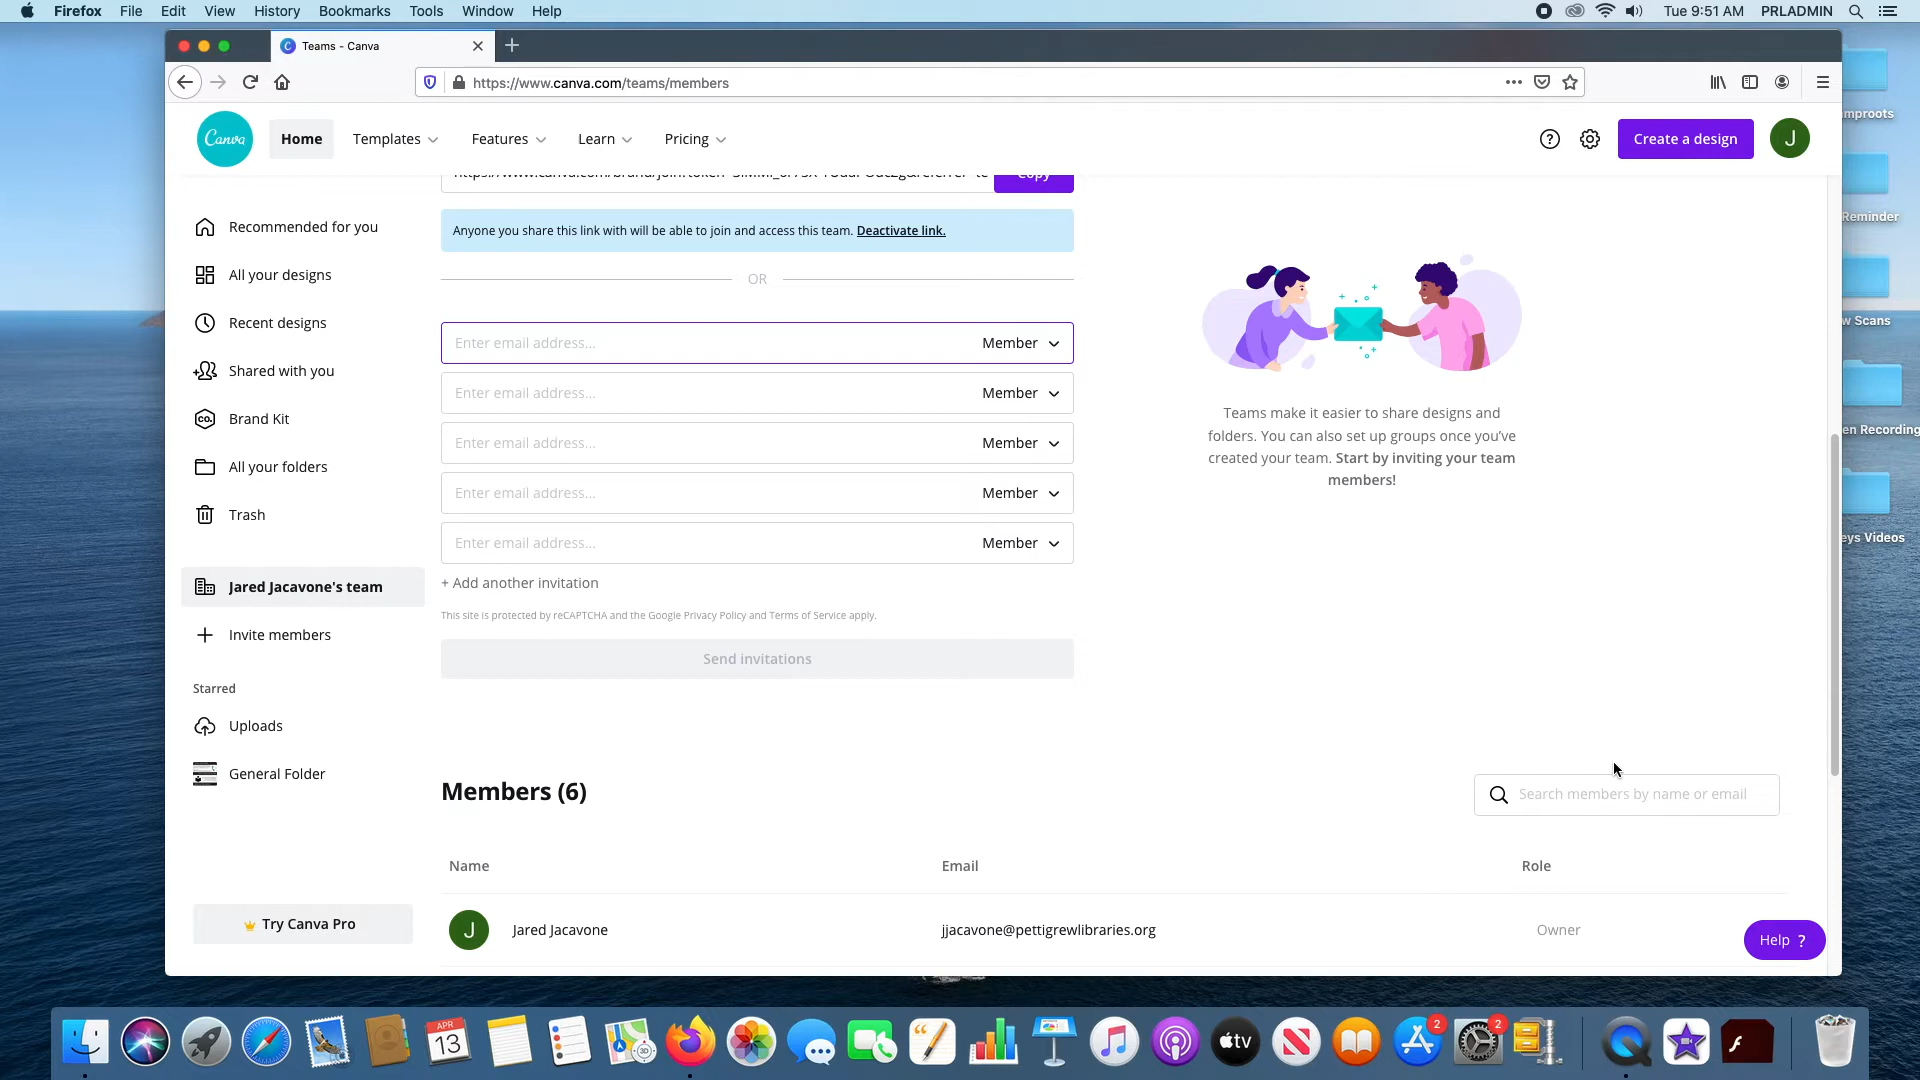 Firefox File Edit View History Bookmarks Tools Window Help
Tue 9:51 AM PRLADMIN
Teams - Canva
https://www.canva.com/teams/members
Canva
Home
Templates
Features
Learn
Pricing
Create a design
J
Copy
Recommended for you
All your designs
Recent designs
Shared with you
Brand Kit
All your folders
Trash
Jared Jacavone's team
Invite members
Starred
Uploads
General Folder
Try Canva Pro
Anyone you share this link with will be able to join and access this team. Deactivate link.
OR
Enter email address... Member
Enter email address... Member
Enter email address... Member
Enter email address... Member
Enter email address... Member
+ Add another invitation
This site is protected by reCAPTCHA and the Google Privacy Policy and Terms of Service apply.
Send invitations
Teams make it easier to share designs and
folders. You can also set up groups once you've
created your team. Start by inviting your team
members!
Members (6)
Search members by name or email
Name Email Role
J Jared Jacavone jjacavone@pettigrewlibraries.org Owner
Help ?
mproots
Reminder
w Scans
en Recording
eys Videos
APR
13
tv
2
2